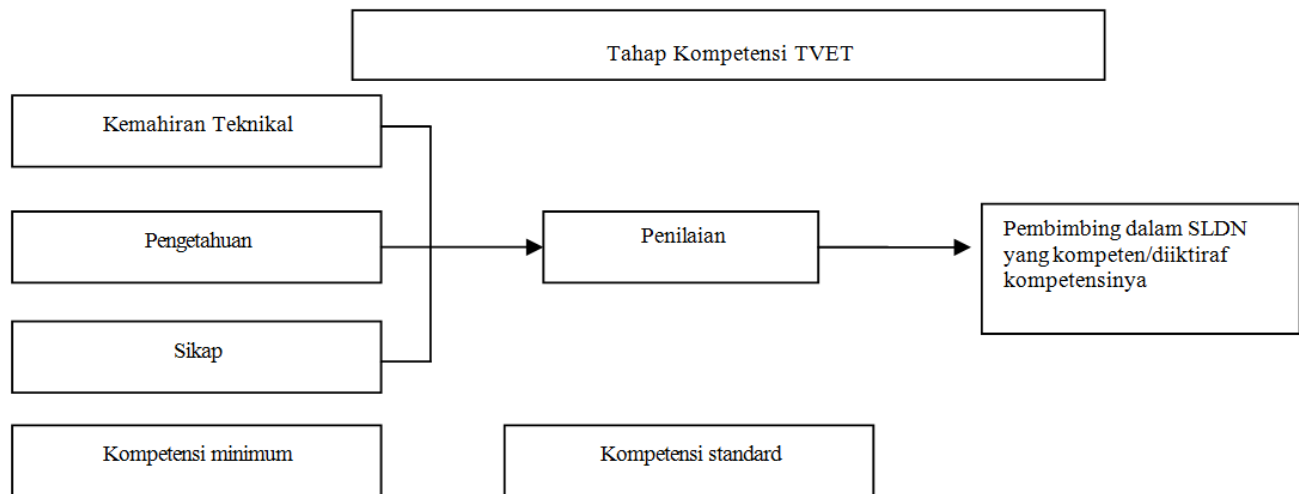 Tahap Kompetensi TVET
Kemahiran Teknikal
Pengetahuan
Penilaian
Pembimbing dalam SLDN
yang kompeten/diiktiraf
kompetensinya
Sikap
Kompetensi minimum
Kompetensi standard